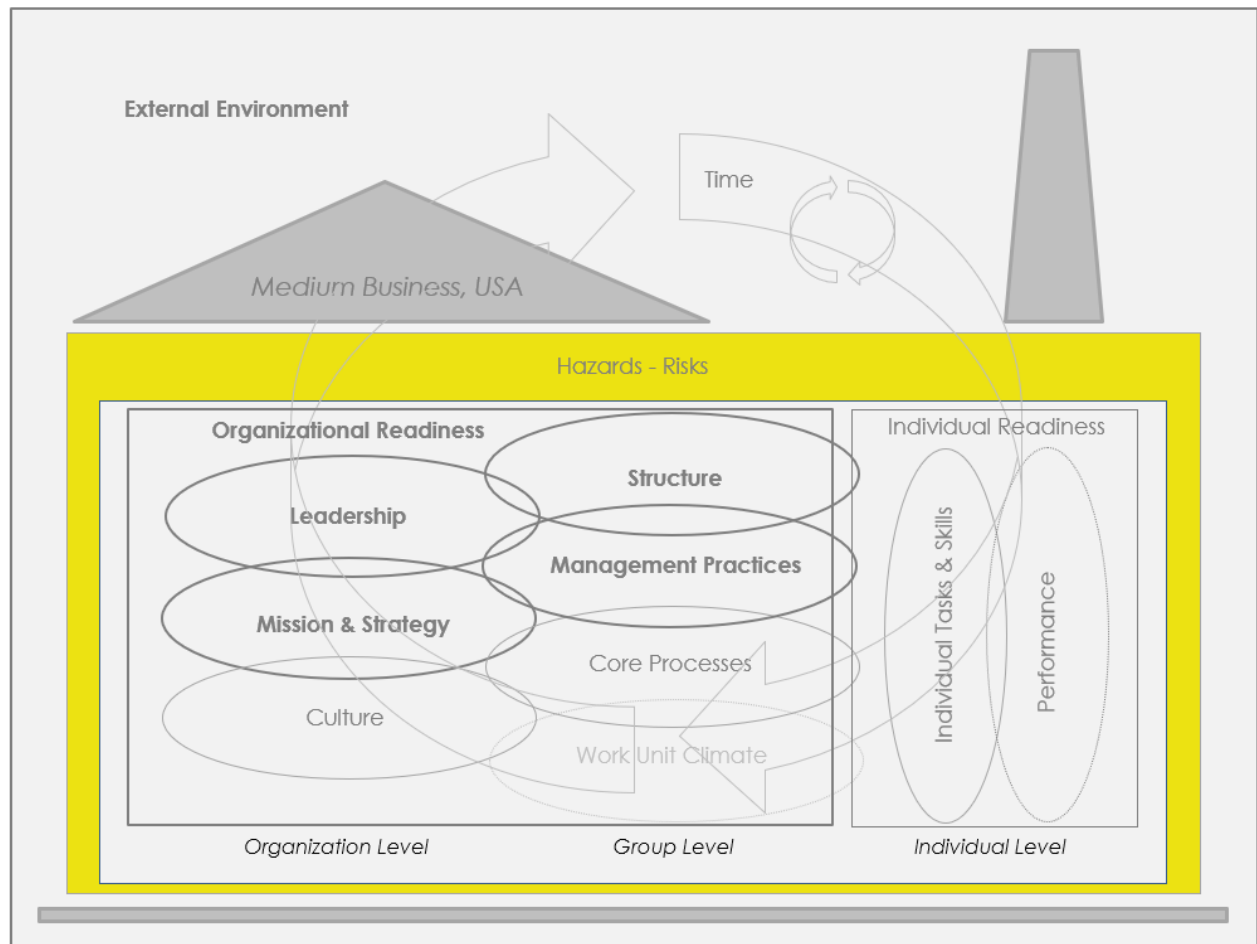 External Environment
Time
Medium Business, USA
Hazards - Risks
Organizational Readiness
Individual Readiness
Structure
Leadership
Management Practices
Mission & Strategy
Core Processes
Culture
Work Unit Climate
Individual Tasks & Skills
Performance
Organization Level
Group Level
Individual Level